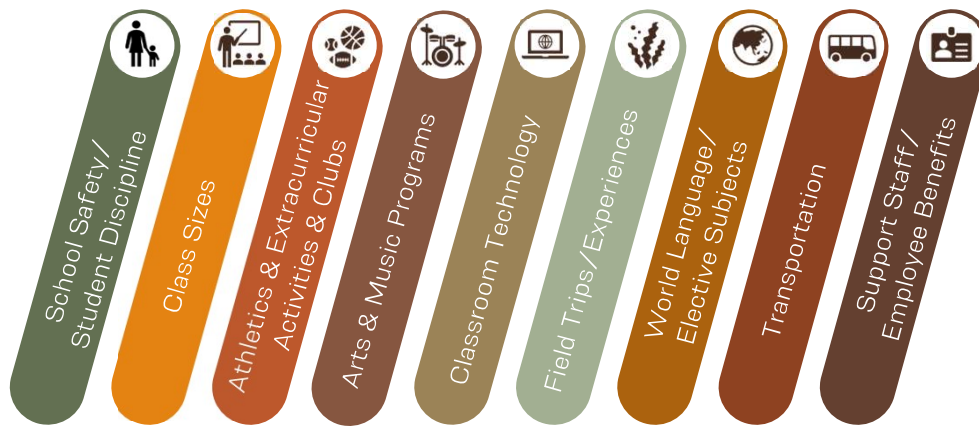 School Safety/
Student Discipline
Class Sizes
Athletics & Extracurricular
Activities & Clubs
Arts & Music Programs
Classroom Technology
Field Trips/Experiences
World Language/
Elective Subjects
Transportation
Support Staff/
Employee Benefits